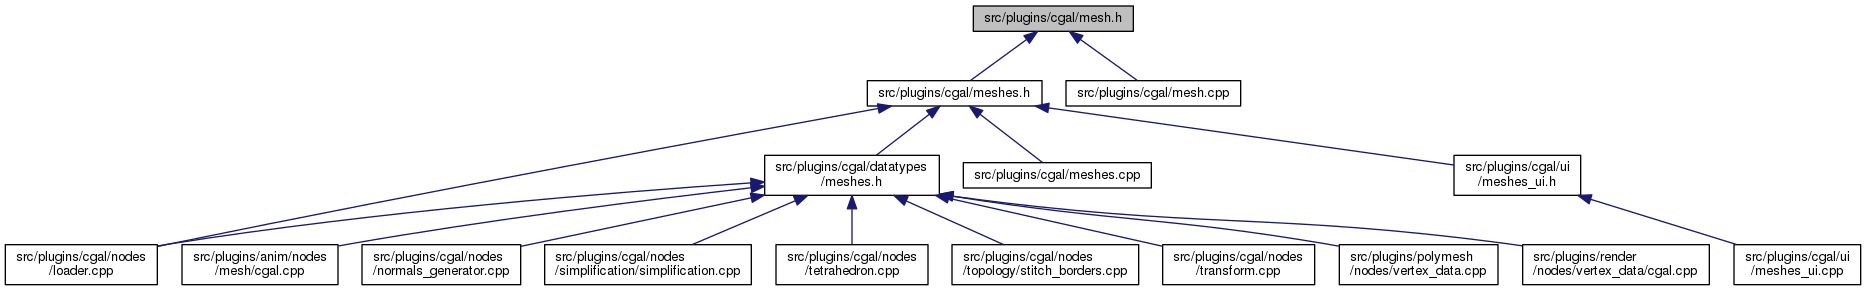 src/plugins/cgal/mesh.h
src/plugins/cgal/meshes.h
src/plugins/cgal/mesh.cpp
src/plugins/cgal/datatypes
/meshes.h
src/plugins/cgal/meshes.cpp
src/plugins/cgal/ui
/meshes_ui.h
src/plugins/cgal/nodes
/loader.cpp
src/plugins/anim/nodes
/mesh/cgal.cpp
src/plugins/cgal/nodes
/normals_generator.cpp
src/plugins/cgal/nodes
/simplification/simplification.cpp
src/plugins/cgal/nodes
/tetrahedron.cpp
src/plugins/cgal/nodes
/topology/stitch_borders.cpp
src/plugins/cgal/nodes
/transform.cpp
src/plugins/polymesh
/nodes/vertex_data.cpp
src/plugins/render
/nodes/vertex_data/cgal.cpp
src/plugins/cgal/ui
/meshes_ui.cpp